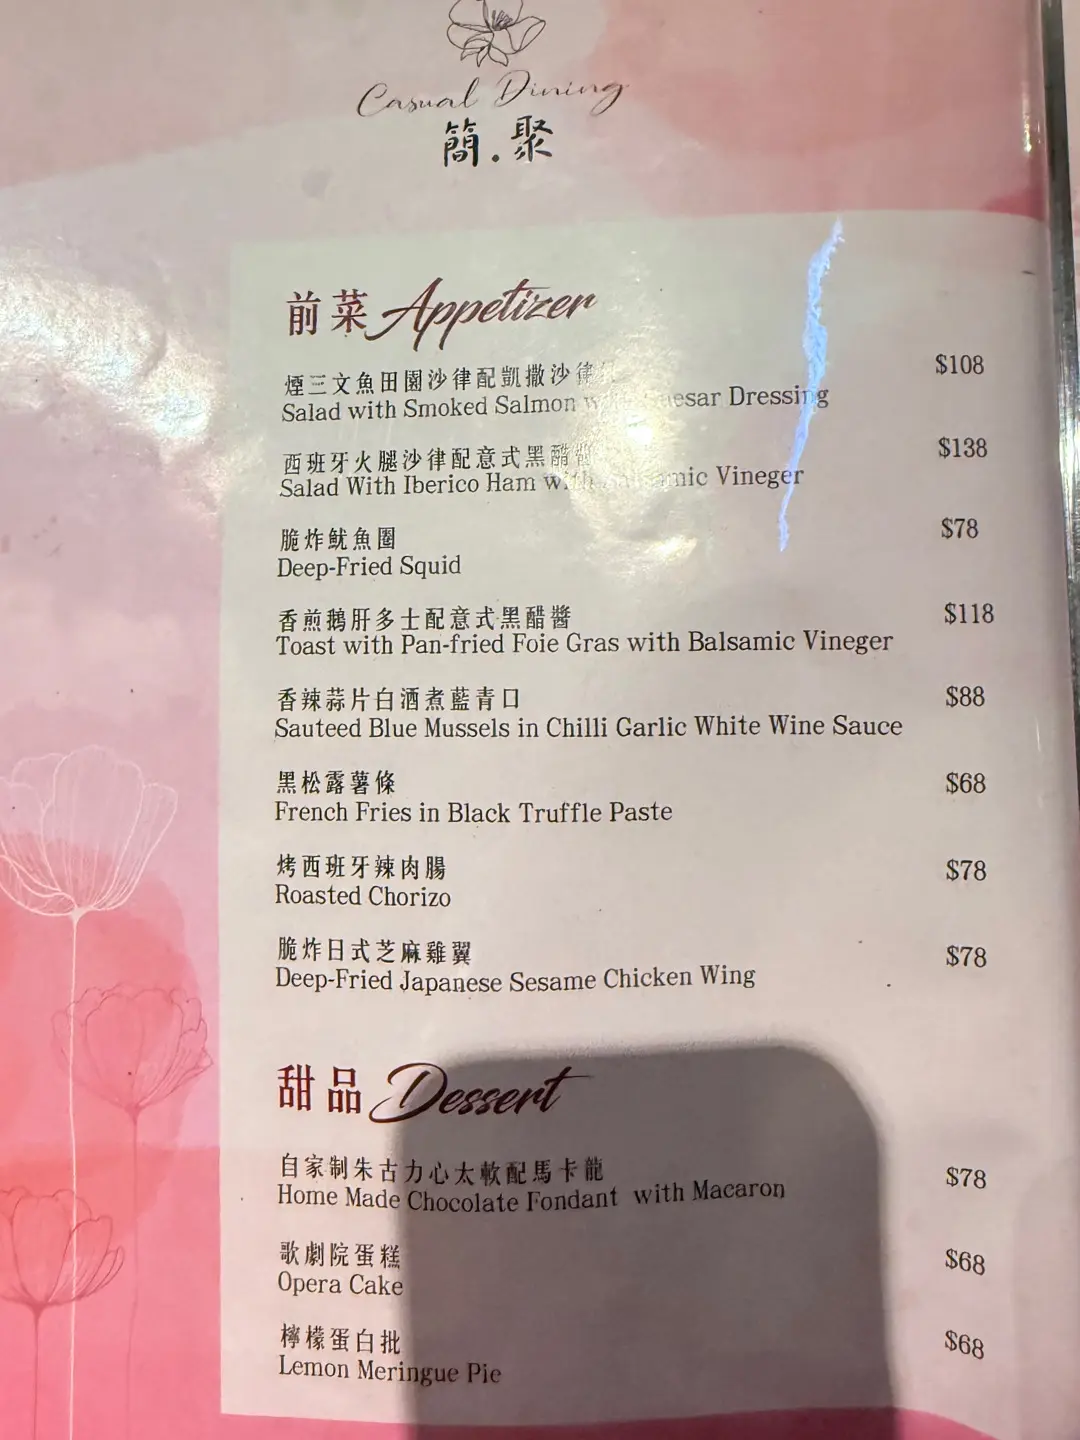 Casual Dining
簡.聚
前菜 Appetizer
煙三文魚田園沙律配凱撒沙律
$108
Salad with Smoked Salmon Dressing
西班牙火腿沙律配意式黑醋
$138
Salad With Iberico Ham with Vineger
脆炸魷魚圈
$78
Deep-Fried Squid
香煎鵝肝多士配意式黑醋醬
$118
Toast with Pan-fried Foie Gras with Balsamic Vineger
香辣蒜片白酒煮藍青口
$88
Sauteed Blue Mussels in Chilli Garlic White Wine Sauce
黑松露薯條
$68
French Fries in Black Truffle Paste
烤西班牙辣肉腸
$78
Roasted Chorizo
脆炸日式芝麻雞翼
$78
Deep-Fried Japanese Sesame Chicken Wing
甜品 Dessert
自家制朱古力心太軟配馬卡龍
$78
Home Made Chocolate Fondant with Macaron
歌劇院蛋糕
$68
Opera Cake
檸檬蛋白批
$68
Lemon Meringue Pie